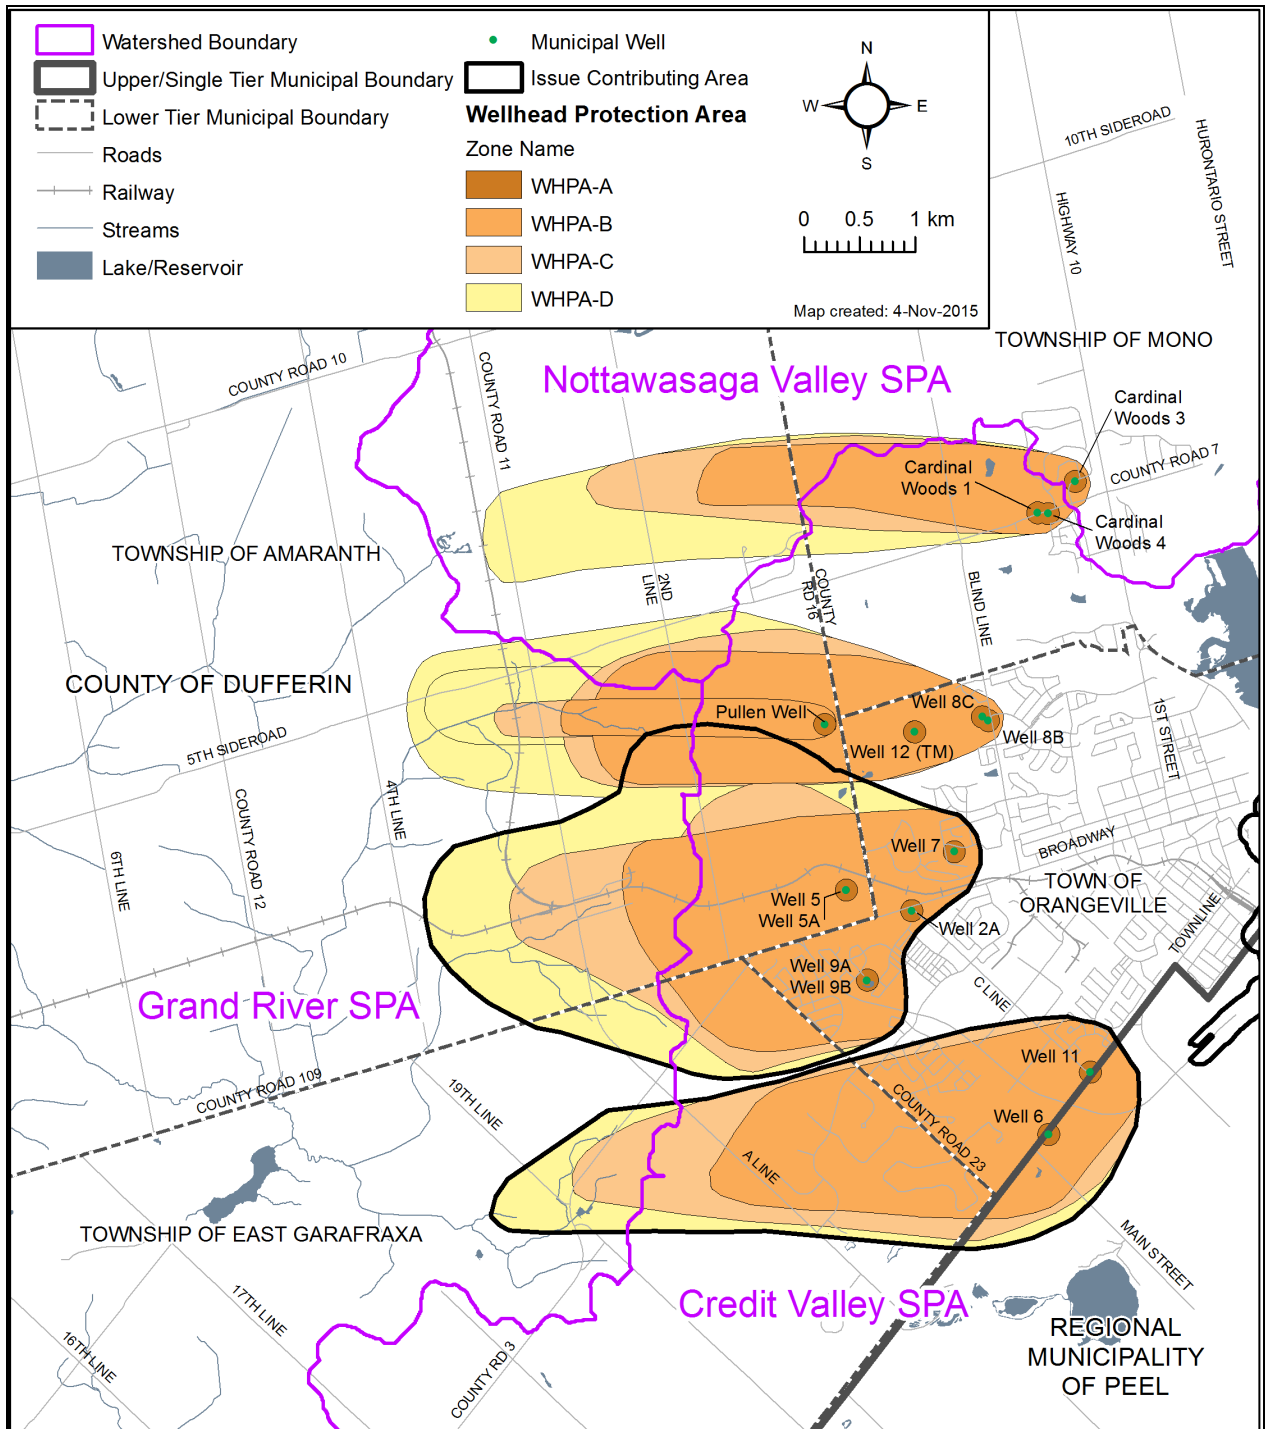 Watershed Boundary
Upper/Single Tier Municipal Boundary
Lower Tier Municipal Boundary
Roads
Railway
Streams
Lake/Reservoir
Municipal Well
Issue Contributing Area
Wellhead Protection Area
Zone Name
WHPA-A
WHPA-B
WHPA-C
WHPA-D
N
W
E
S
0 0.5 1 km
Map created: 4-Nov-2015
10TH SIDEROAD
HURONTARIO STREET
HIGHWAY 10
TOWNSHIP OF MONO
COUNTY ROAD 10
COUNTY ROAD 11
Nottawasaga Valley SPA
Cardinal
Woods 3
COUNTY ROAD 7
Cardinal
Woods 1
Cardinal
Woods 4
TOWNSHIP OF AMARANTH
2ND
LINE
COUNTY
RD 16
BLIND LINE
COUNTY OF DUFFERIN
5TH SIDEROAD
Pullen Well
Well 8C
Well 8B
Well 12 (TM)
1ST STREET
4TH LINE
COUNTY ROAD 12
6TH LINE
Well 7
BROADWAY
TOWN OF
ORANGEVILLE
Well 5
Well 5A
Well 2A
TOWNLINE
Well 9A
Well 9B
C LINE
Grand River SPA
COUNTY ROAD 109
19TH LINE
Well 11
COUNTY ROAD 23
Well 6
A LINE
TOWNSHIP OF EAST GARAFRAXA
MAIN STREET
17TH LINE
16TH LINE
COUNTY RD 3
Credit Valley SPA
REGIONAL
MUNICIPALITY
OF PEEL